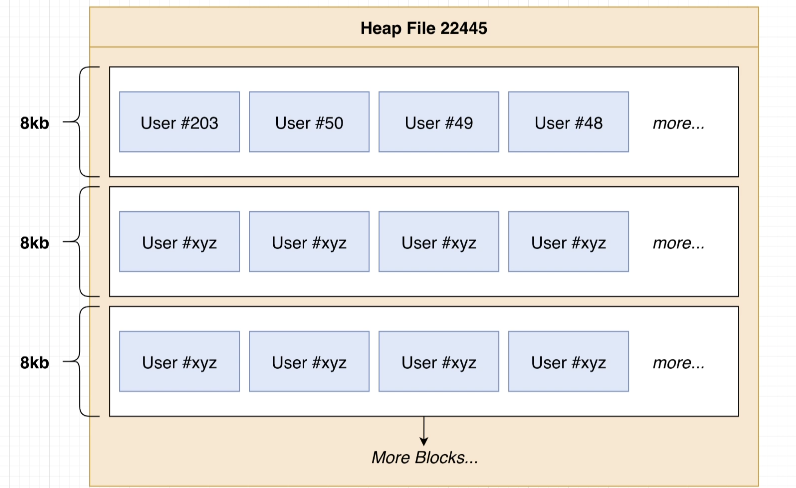 Heap File 22445
8kb
User #203 User #50 User #49 User #48 more...
8kb
User #xyz User #xyz User #xyz User #xyz more...
8kb
User #xyz User #xyz User #xyz User #xyz more...
More Blocks...